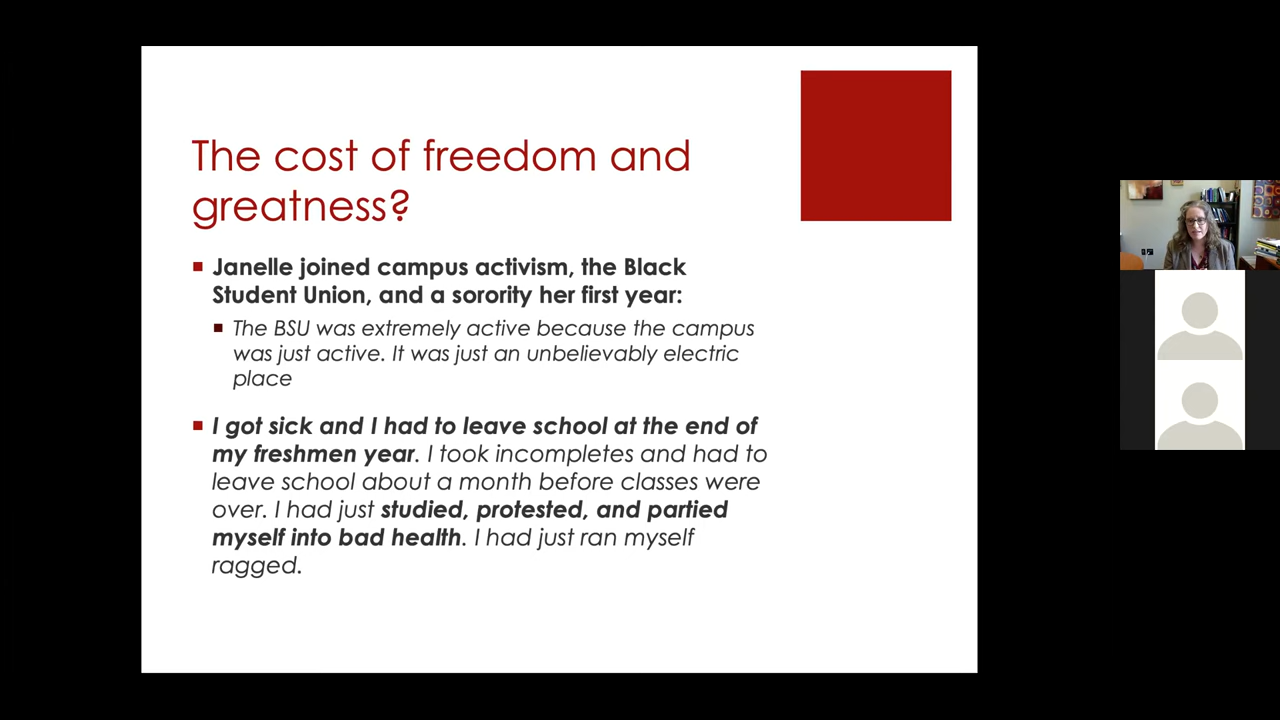 The cost of freedom and
greatness?
Janelle joined campus activism, the Black
Student Union, and a sorority her first year:
The BSU was extremely active because the campus
was just active. It was just an unbelievably electric
place
I got sick and I had to leave school at the end of
my freshmen year. I took incompletes and had to
leave school about a month before classes were
over. I had just studied, protested, and partied
myself into bad health. I had just ran myself
ragged.